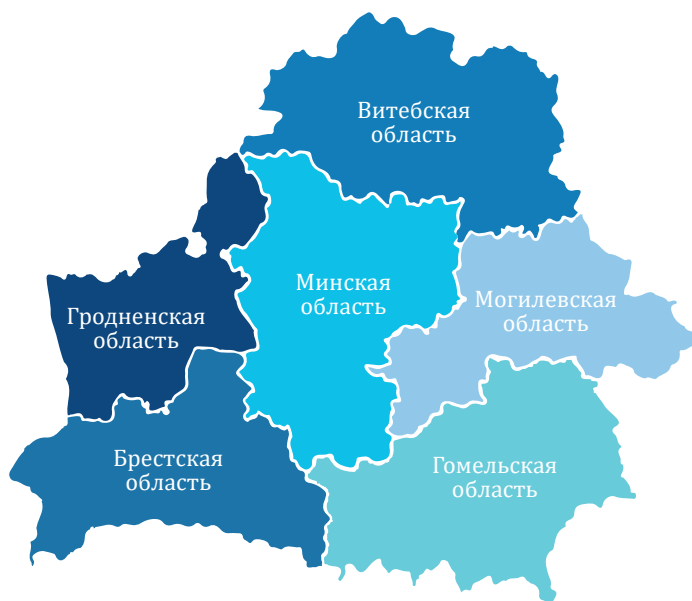 Витебская
область
Минская
область
Могилевская
область
Гродненская
область
Брестская
область
Гомельская
область